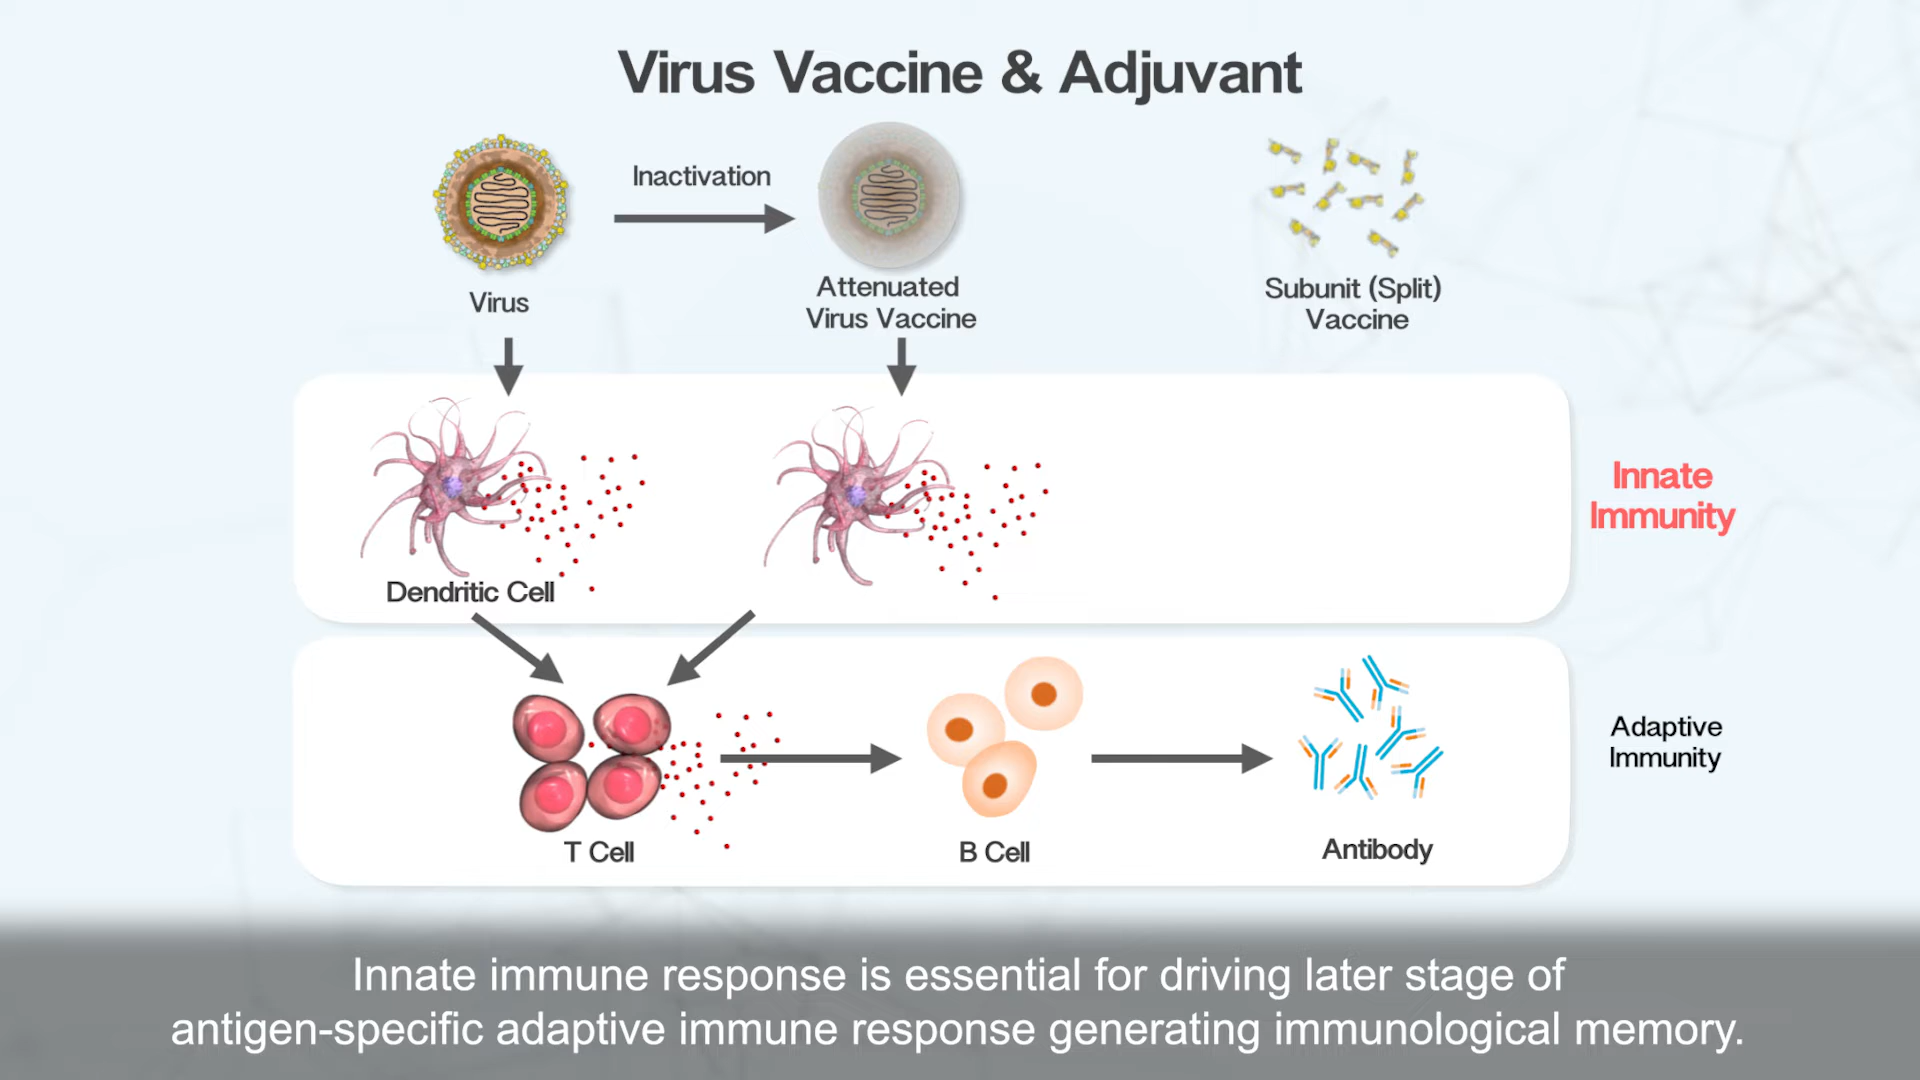 Virus Vaccine & Adjuvant
Inactivation
Virus
Attenuated
Virus Vaccine
Subunit (Split)
Vaccine
Dendritic Cell
Innate
Immunity
T Cell
B Cell
Antibody
Adaptive
Immunity
Innate immune response is essential for driving later stage of
antigen-specific adaptive immune response generating immunological memory.